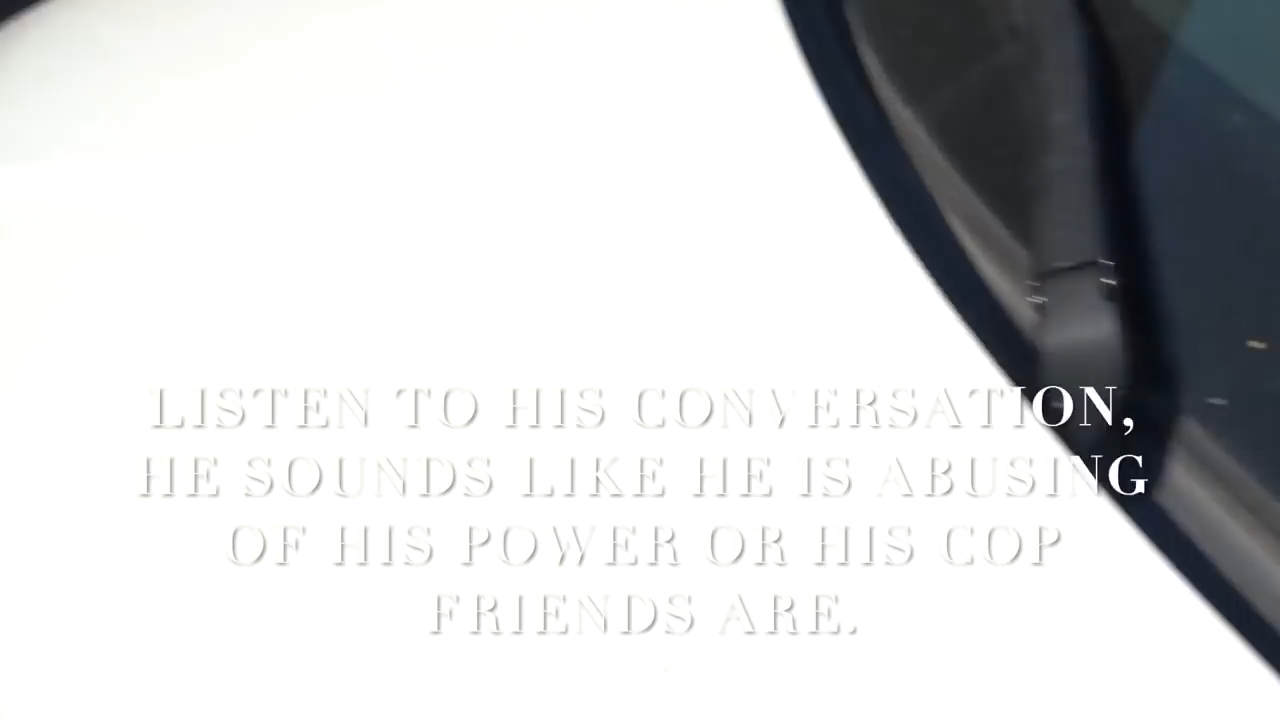 LISTEN TO HIS CONVERSATION,
HE SOUNDS LIKE HE IS ABUSING
OF HIS POWER OR HIS COP
FRIENDS ARE.